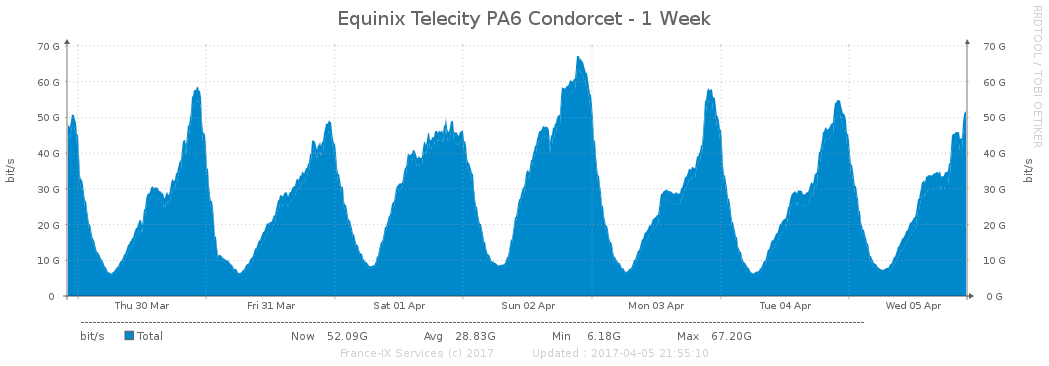 Equinix Telecity PA6 Condorcet - 1 Week
RRDTOOL / TOBI OETIKER
bit/s
70 G
60 G
50 G
40 G
30 G
20 G
10 G
0
70 G
60 G
50 G
40 G
30 G
20 G
10 G
0 G
bit/s
Thu 30 Mar Fri 31 Mar Sat 01 Apr Sun 02 Apr Mon 03 Apr Tue 04 Apr Wed 05 Apr
bit/s Total Now 52.09G Avg 28.83G Min 6.18G Max 67.20G
France-IX Services (c) 2017 Updated : 2017-04-05 21:55:10